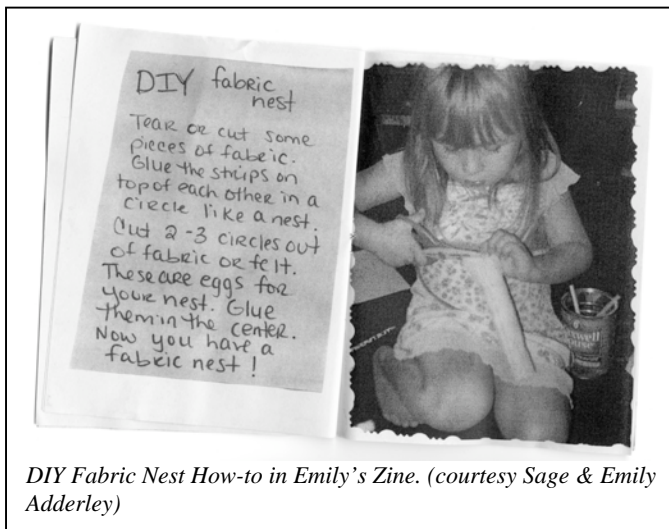 DIY fabric
nest
Tear or cut some
pieces of fabric.
Glue the strips on
top of each other in a
circle like a nest.
Cut 2-3 circles out
of fabric or felt.
These are eggs for
your nest. Glue
them in the center.
Now you have a
fabric nest!
xwell
ouse
DIY Fabric Nest How-to in Emily's Zine. (courtesy Sage & Emily
Adderley)